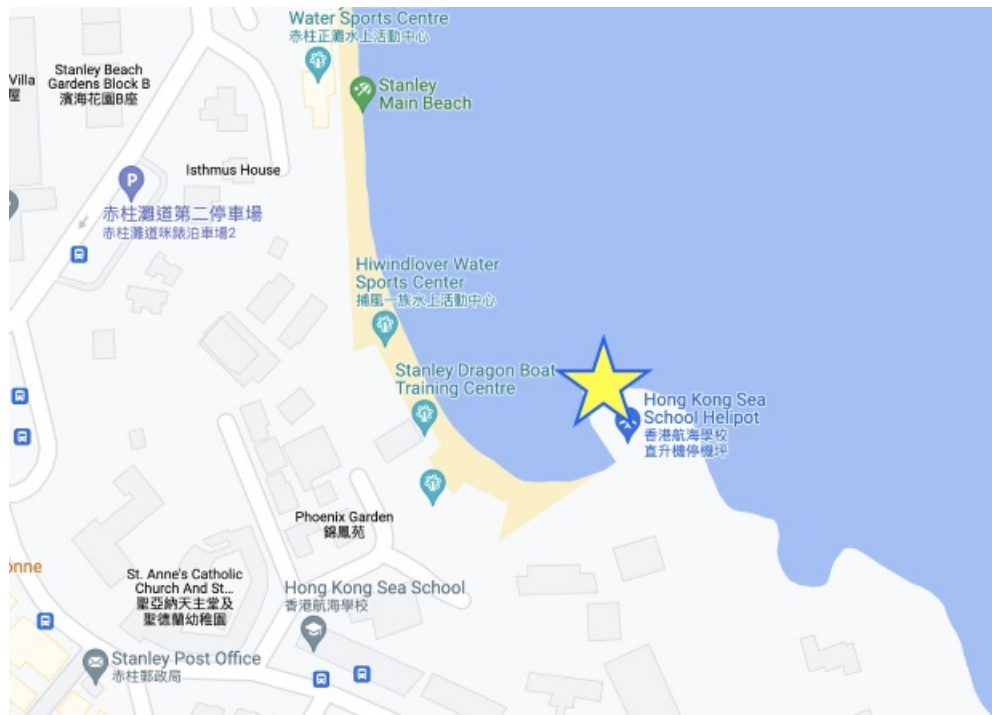 Water Sports Centre
赤柱正灘水上活動中心
Stanley Beach
Gardens Block B
濱海花園B座
Villa
Stanley
Main Beach
Isthmus House
P
赤柱灘道第二停車場
赤柱灘道咪錶泊車場2
Hiwindlover Water
Sports Center
捕風一族水上活動中心
Stanley Dragon Boat
Training Centre
Hong Kong Sea
School Helipot
香港航海學校
直升機停機坪
Phoenix Garden
錦鳳苑
St. Anne's Catholic
Church And St...
聖亞納天主堂及
聖德蘭幼稚園
Hong Kong Sea School
香港航海學校
Stanley Post Office
赤柱郵政局